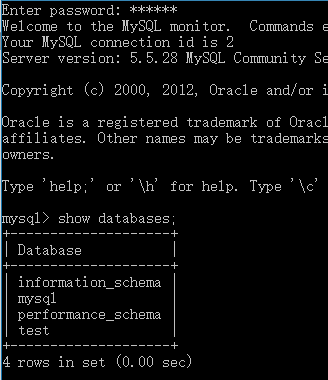 Enter password: ******
Welcome to the MySQL monitor.  Commands e
Your MySQL connection id is 2
Server version: 5.5.28 MySQL Community Se
Copyright (c) 2000, 2012, Oracle and/or i
Oracle is a registered trademark of Oracl
affiliates. Other names may be trademarks
owners.
Type 'help;' or '\h' for help. Type '\c'
mysql> show databases;
+--------------------+
| Database           |
+--------------------+
| information_schema |
| mysql              |
| performance_schema |
| test               |
+--------------------+
4 rows in set (0.00 sec)